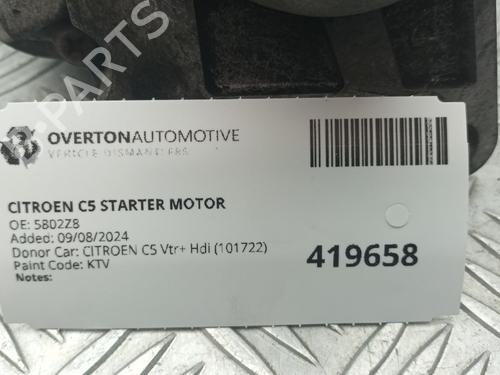 OVERTONAUTOMOTIVE
VEHICLE DISMANTLERS
CITROEN C5 STARTER MOTOR
OE: 5802Z8
Added: 09/08/2024
Donor Car: CITROEN C5 Vtr+ Hdi (101722)
Paint Code: KTV
Notes:
419658
B-PARTS